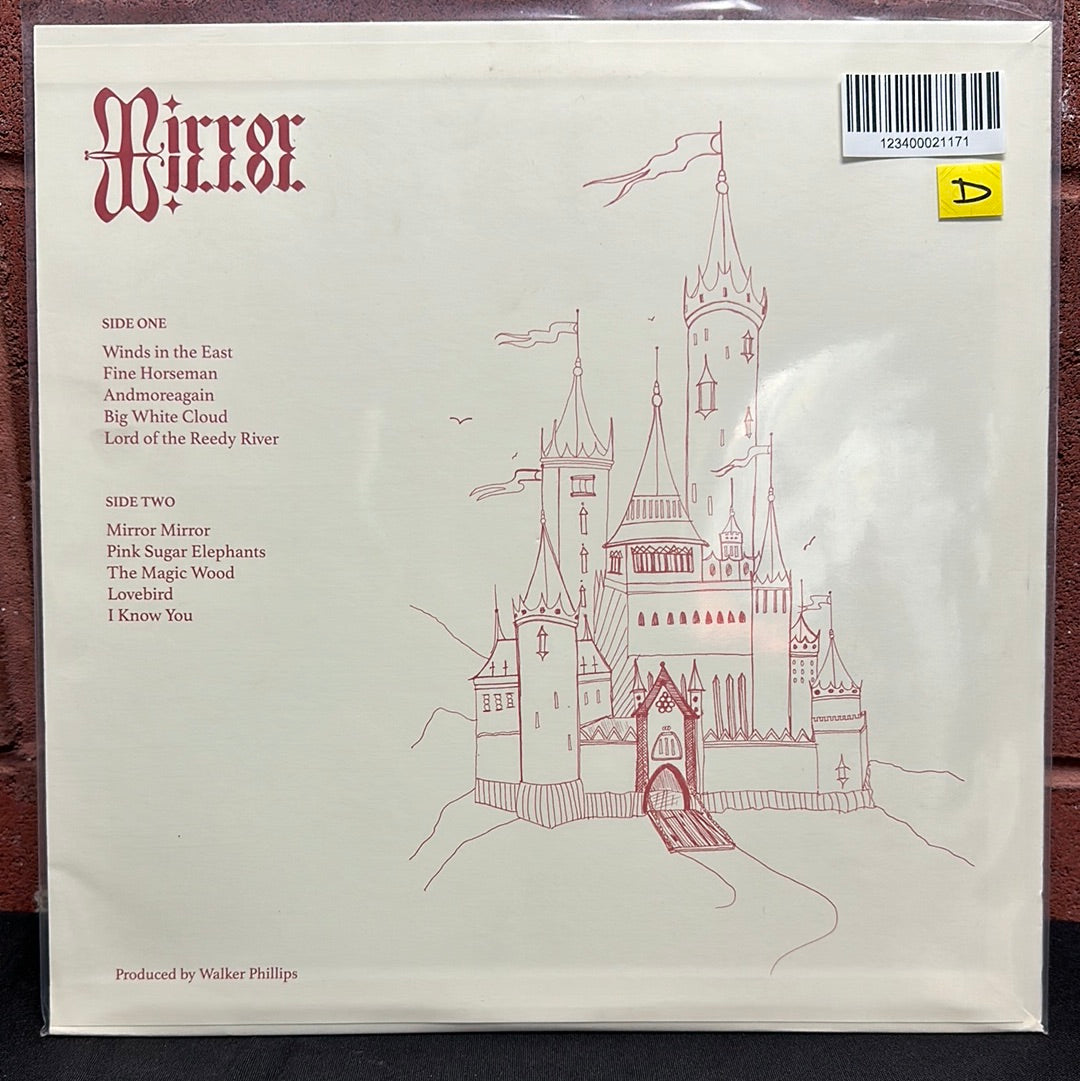 Mirror
Mirror
123400021171
D
SIDE ONE
Winds in the East
Fine Horseman
Andmoreagain
Big White Cloud
Lord of the Reedy River
SIDE TWO
Mirror Mirror
Pink Sugar Elephants
The Magic Wood
Lovebird
I Know You
Produced by Walker Phillips